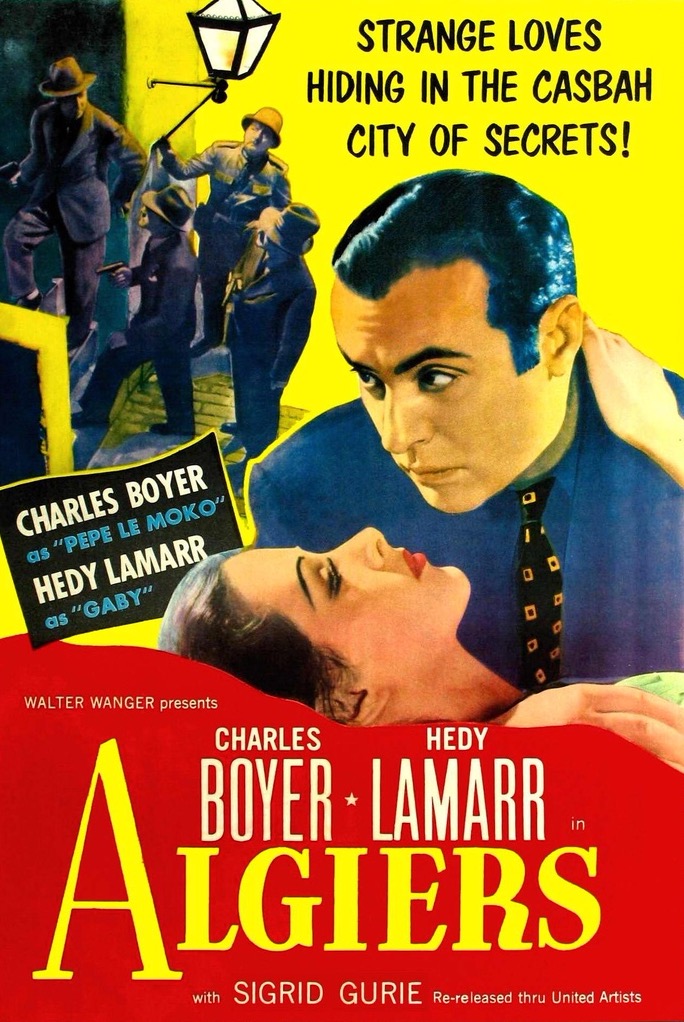 STRANGE LOVES
HIDING IN THE CASBAH
CITY OF SECRETS!
CHARLES BOYER
as "PEPE LE MOKO"
HEDY LAMARR
as "GABY"
WALTER WANGER presents
CHARLES BOYER ★ HEDY LAMARR in
ALGIERS
with SIGRID GURIE Re-released thru United Artists